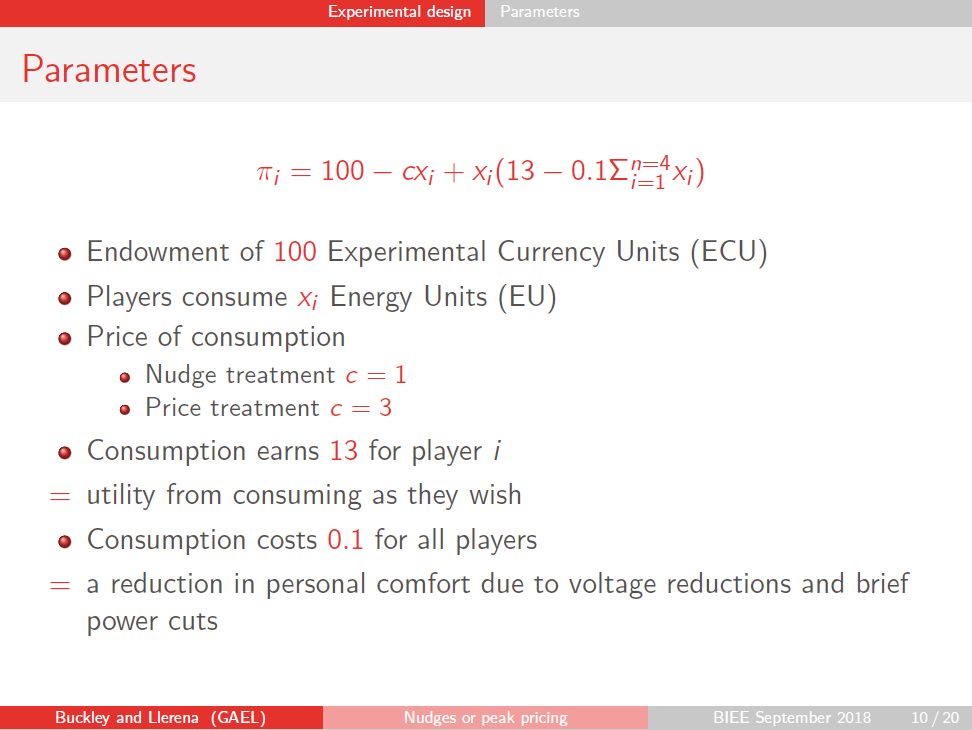 Experimental design Parameters
Parameters
πᵢ = 100 − cxᵢ + xᵢ(13 − 0.1Σⁿ⁼⁴ᵢ₌₁xᵢ)
Endowment of 100 Experimental Currency Units (ECU)
Players consume xᵢ Energy Units (EU)
Price of consumption
Nudge treatment c = 1
Price treatment c = 3
Consumption earns 13 for player i
= utility from consuming as they wish
Consumption costs 0.1 for all players
= a reduction in personal comfort due to voltage reductions and brief
power cuts
Buckley and Llerena (GAEL) Nudges or peak pricing BIEE September 2018 10 / 20